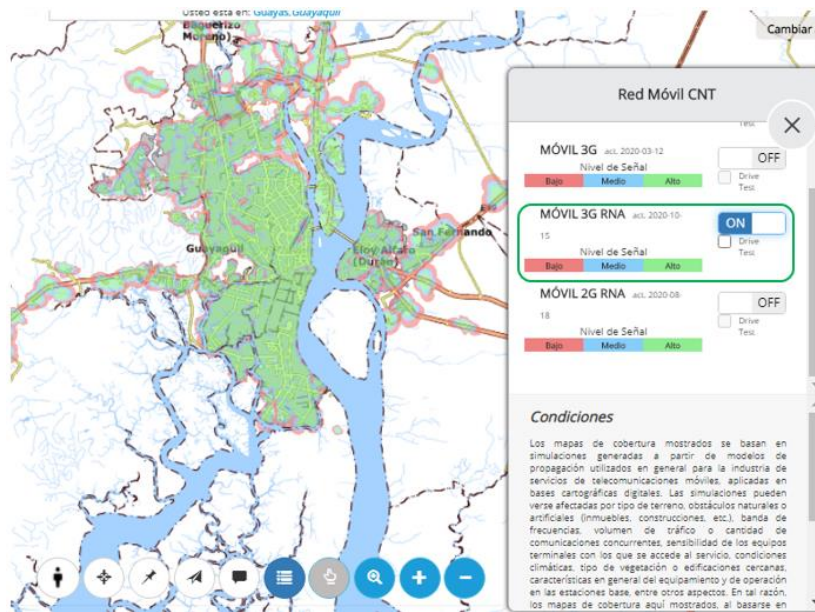 Usted está en: Guayas, Guayaquil
Cambiar
Baquerizo
Moreno)
Guayaquil
Eloy Alfaro
(Durán)
San Fernando
E49
Red Móvil CNT
Test
MÓVIL 3G act. 2020-03-12
OFF
Nivel de Señal
Drive
Test
Bajo Medio Alto
MÓVIL 3G RNA act. 2020-10-
15
ON
Nivel de Señal
Drive
Test
Bajo Medio Alto
MÓVIL 2G RNA act. 2020-08-
18
OFF
Nivel de Señal
Drive
Test
Bajo Medio Alto
Condiciones
Los mapas de cobertura mostrados se basan en
simulaciones generadas a partir de modelos de
propagación utilizados en general para la industria de
servicios de telecomunicaciones móviles, aplicadas en
bases cartográficas digitales. Las simulaciones pueden
verse afectadas por tipo de terreno, obstáculos naturales o
artificiales (inmuebles, construcciones, etc.), banda de
frecuencias, volumen de tráfico o cantidad de
comunicaciones concurrentes, sensibilidad de los equipos
terminales con los que se accede al servicio, condiciones
climáticas, tipo de vegetación o edificaciones cercanas,
características en general del equipamiento y de operación
en las estaciones base, entre otros aspectos. En tal razón,
los mapas de cobertura aquí mostrados, al basarse en